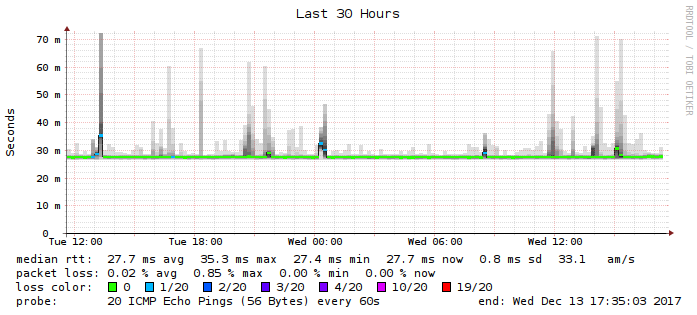 Last 30 Hours
RRDTOOL / TOBI OETIKER
Seconds
70 m
60 m
50 m
40 m
30 m
20 m
10 m
0
Tue 12:00 Tue 18:00 Wed 00:00 Wed 06:00 Wed 12:00
median rtt: 27.7 ms avg 35.3 ms max 27.4 ms min 27.7 ms now 0.8 ms sd 33.1 am/s
packet loss: 0.02 % avg 0.85 % max 0.00 % min 0.00 % now
loss color: 0 1/20 2/20 3/20 4/20 10/20 19/20
probe: 20 ICMP Echo Pings (56 Bytes) every 60s end: Wed Dec 13 17:35:03 2017